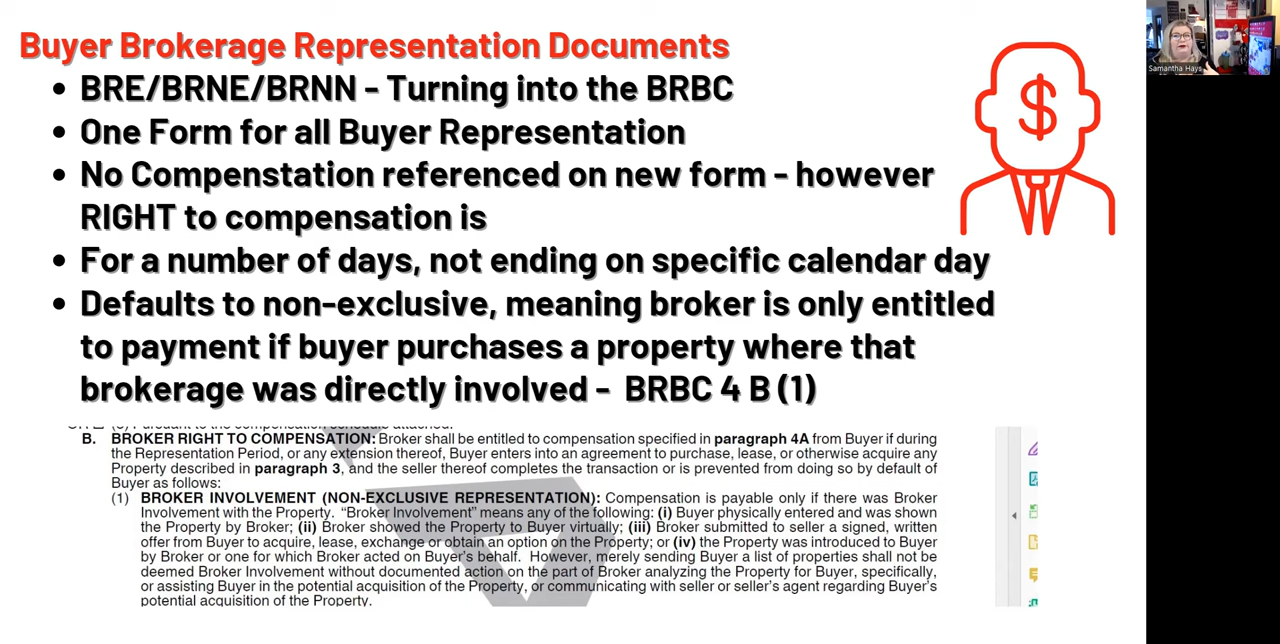 Buyer Brokerage Representation Documents
• BRE/BRNE/BRNN - Turning into the BRBC
• One Form for all Buyer Representation
• No Compenstation referenced on new form - however
RIGHT to compensation is
• For a number of days, not ending on specific calendar day
• Defaults to non-exclusive, meaning broker is only entitled
to payment if buyer purchases a property where that
brokerage was directly involved - BRBC 4 B (1)
$
Samantha Hays
Pursuant to the compensation schedule attached.
B. BROKER RIGHT TO COMPENSATION: Broker shall be entitled to compensation specified in paragraph 4A from Buyer if during
the Representation Period, or any extension thereof, Buyer enters into an agreement to purchase, lease, or otherwise acquire any
Property described in paragraph 3, and the seller thereof completes the transaction or is prevented from doing so by default of
Buyer as follows:
(1) BROKER INVOLVEMENT (NON-EXCLUSIVE REPRESENTATION): Compensation is payable only if there was Broker
Involvement with the Property. “Broker Involvement” means any of the following: (i) Buyer physically entered and was shown
the Property by Broker; (ii) Broker showed the Property to Buyer virtually; (iii) Broker submitted to seller a signed, written
offer from Buyer to acquire, lease, exchange or obtain an option on the Property; or (iv) the Property was introduced to Buyer
by Broker or one for which Broker acted on Buyer’s behalf. However, merely sending Buyer a list of properties shall not be
deemed Broker Involvement without documented action on the part of Broker analyzing the Property for Buyer, specifically,
or assisting Buyer in the potential acquisition of the Property, or communicating with seller or seller’s agent regarding Buyer’s
potential acquisition of the Property.